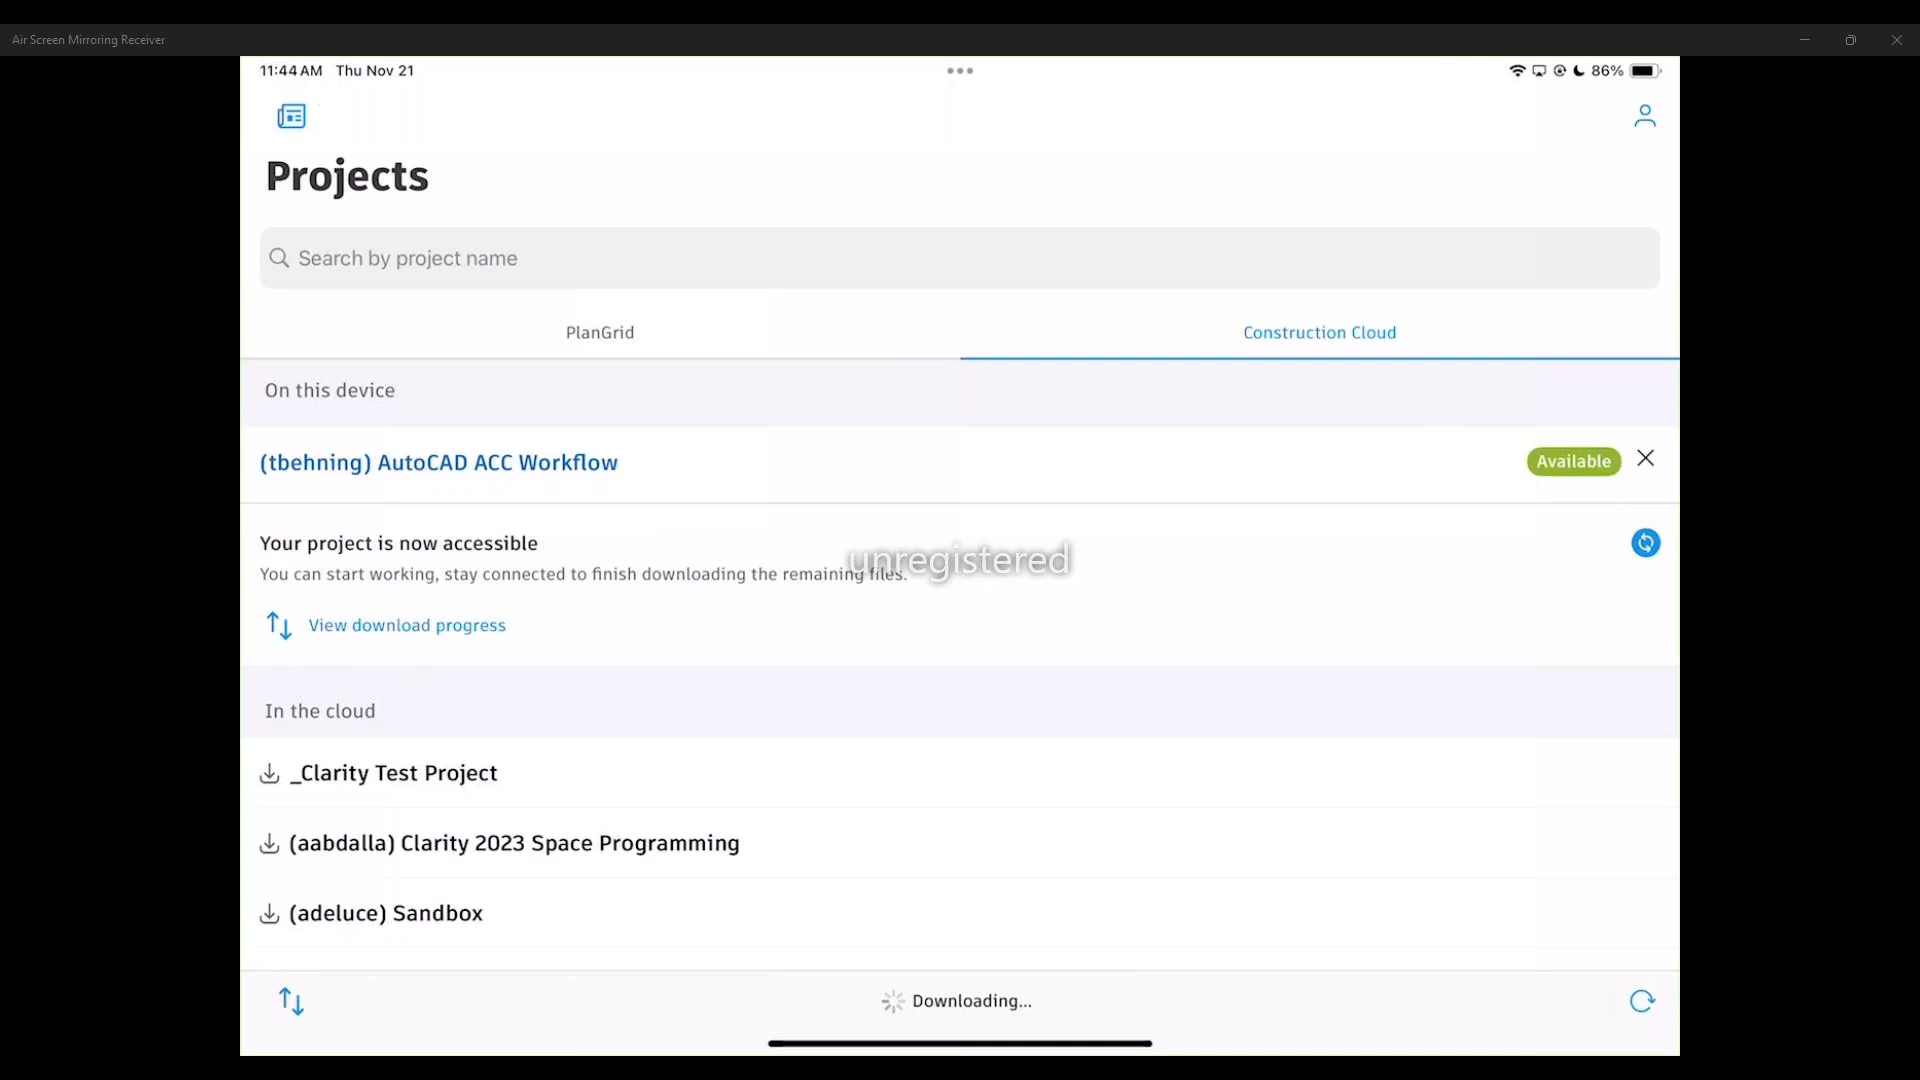 Air Screen Mirroring Receiver
11:44 AM Thu Nov 21
86%
Projects
Search by project name
PlanGrid
Construction Cloud
On this device
(tbehning) AutoCAD ACC Workflow
Available
Your project is now accessible
You can start working, stay connected to finish downloading the remaining files.
unregistered
View download progress
In the cloud
_Clarity Test Project
(aabdalla) Clarity 2023 Space Programming
(adeluce) Sandbox
Downloading...